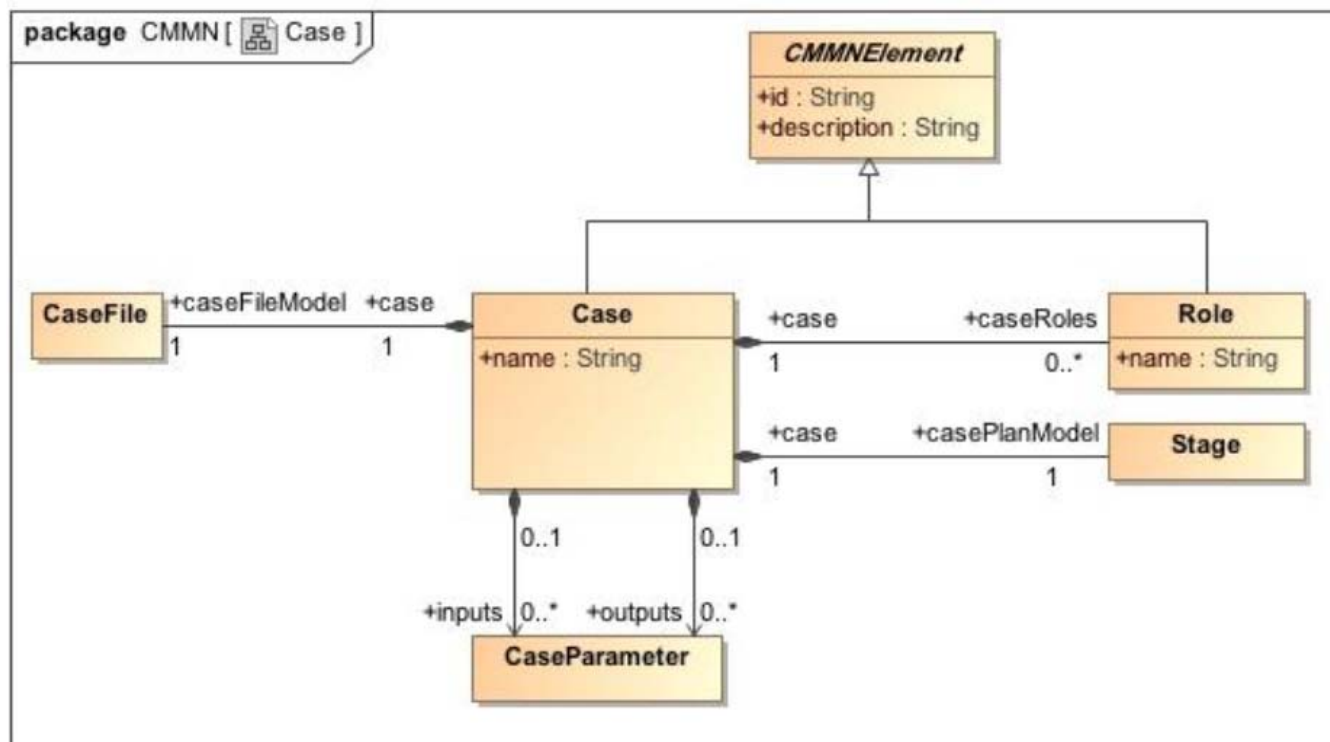 package CMMN [ Case ]
CMMNElement
+id : String
+description : String
CaseFile
+caseFileModel
+case
1
1
Case
+name : String
+case
+caseRoles
1
0..*
Role
+name : String
+case
+casePlanModel
1
1
Stage
0..1
0..1
+inputs
0..*
+outputs
0..*
CaseParameter